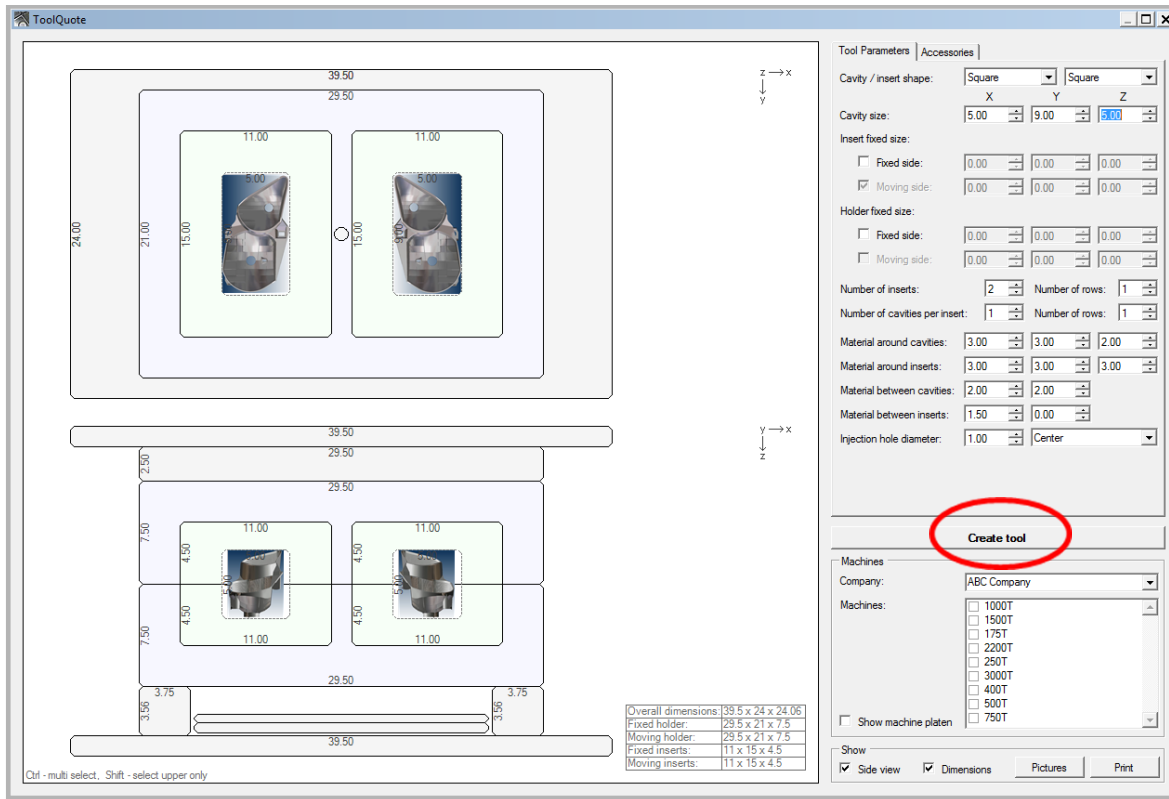 ToolQuote
39.50
z → x
y
29.50
11.00 11.00
5.00 5.00
24.00 21.00 15.00 15.00 9.00
39.50
y → x
z
29.50
2.50
29.50
7.50
11.00 11.00
4.50 4.50
5.00 5.00
4.50 4.50
7.50
11.00 11.00
29.50
3.75 3.75
3.56 3.56
39.50
Overall dimensions: 39.5 x 24 x 24.06
Fixed holder: 29.5 x 21 x 7.5
Moving holder: 29.5 x 21 x 7.5
Fixed inserts: 11 x 15 x 4.5
Moving inserts: 11 x 15 x 4.5
Ctrl - multi select, Shift - select upper only
Tool Parameters Accessories
Cavity / insert shape: Square Square
X Y Z
Cavity size: 5.00 9.00 5.00
Insert fixed size:
Fixed side: 0.00 0.00 0.00
Moving side: 0.00 0.00 0.00
Holder fixed size:
Fixed side: 0.00 0.00 0.00
Moving side: 0.00 0.00 0.00
Number of inserts: 2 Number of rows: 1
Number of cavities per insert: 1 Number of rows: 1
Material around cavities: 3.00 3.00 2.00
Material around inserts: 3.00 3.00 3.00
Material between cavities: 2.00 2.00
Material between inserts: 1.50 0.00
Injection hole diameter: 1.00 Center
Create tool
Machines
Company: ABC Company
Machines: 1000T
1500T
175T
2200T
250T
3000T
400T
500T
Show machine platen 750T
Show
Side view Dimensions Pictures Print